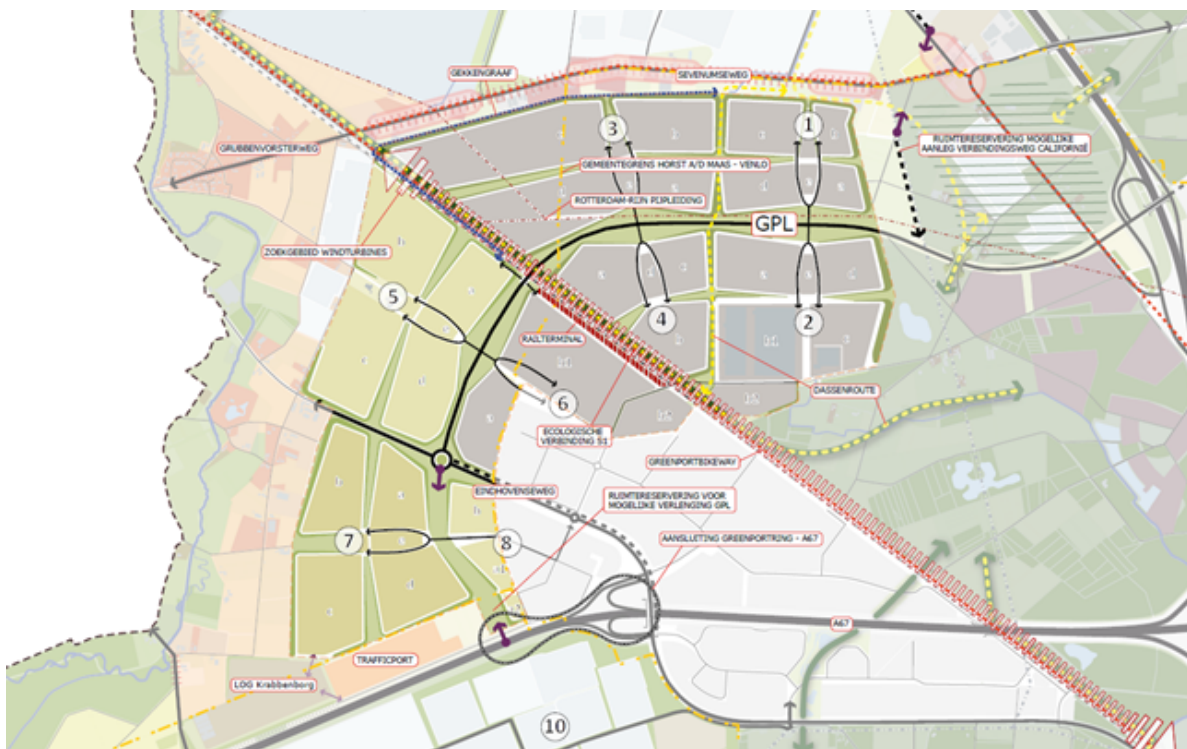 GEKKENGRAAF
SEVENUMSEWEG
GRUBBENVORSTERWEG
3
1
RUIMTERESERVERING MOGELIJKE
AANLEG VERBINDINGSWEG CALIFORNIË
GEMEENTEGRENS HORST A/D MAAS - VENLO
ROTTERDAM-RIJN PIJPLEIDING
GPL
ZOEKGEBIED WINDTURBINES
5
4
2
RAILTERMINAL
6
DASSENROUTE
ECOLOGISCHE
VERBINDING S1
GREENPORTBIKEWAY
EINDHOVENSEWEG
RUIMTERESERVERING VOOR
MOGELIJKE VERLENGING GPL
7
8
AANSLUITING GREENPORTRING - A67
A67
TRAFFICPORT
LOG Krabbenborg
10